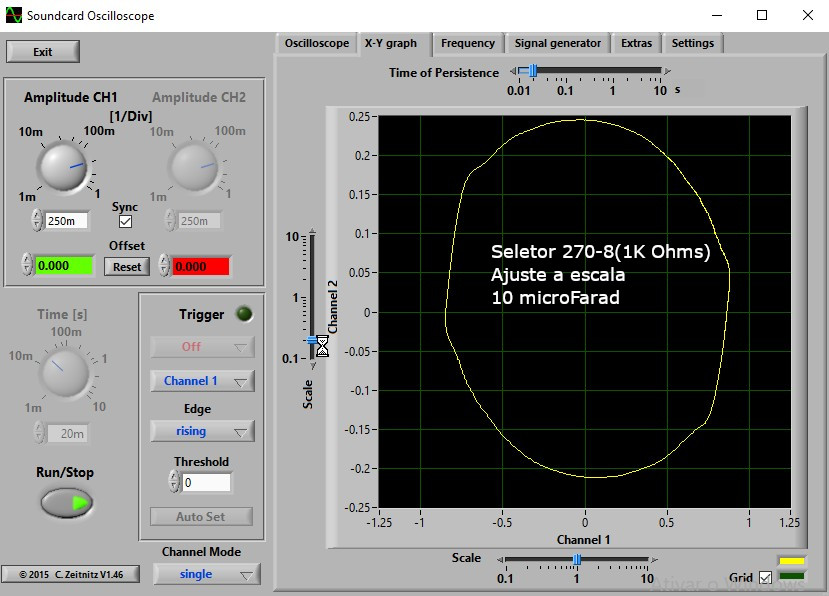 Soundcard Oscilloscope
Exit
Oscilloscope
X-Y graph
Frequency
Signal generator
Extras
Settings
Time of Persistence
0.01 0.1 1 10 s
Amplitude CH1
Amplitude CH2
[1/Div]
10m 100m 1m 1
10m 100m 1m 1
250m
Sync
250m
Offset
0.000
Reset
0.000
Time [s]
100m
10m
1
1m
10
20m
Run/Stop
Trigger
Off
Channel 1
Edge
rising
Threshold
0
Auto Set
Channel Mode
single
© 2015 C. Zeitnitz V1.46
10
1
0.1
Scale
Channel 2
0.25
0.2
0.15
0.1
0.05
0
-0.05
-0.1
-0.15
-0.2
-0.25
Seletor 270-8(1K Ohms)
Ajuste a escala
10 microFarad
-1.25 -1 -0.5 0 0.5 1 1.25
Channel 1
Scale
0.1 1 10
Grid
Ativar o Windows